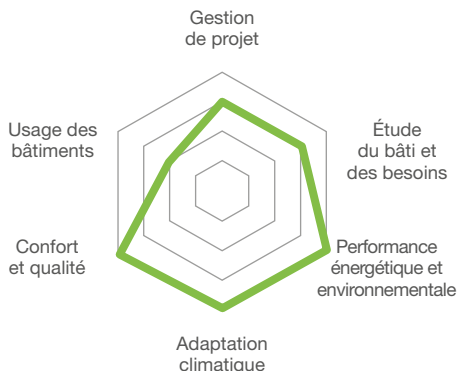 Gestion
de projet
Étude
du bâti et
des besoins
Performance
énergétique et
environnementale
Adaptation
climatique
Confort
et qualité
Usage des
bâtiments